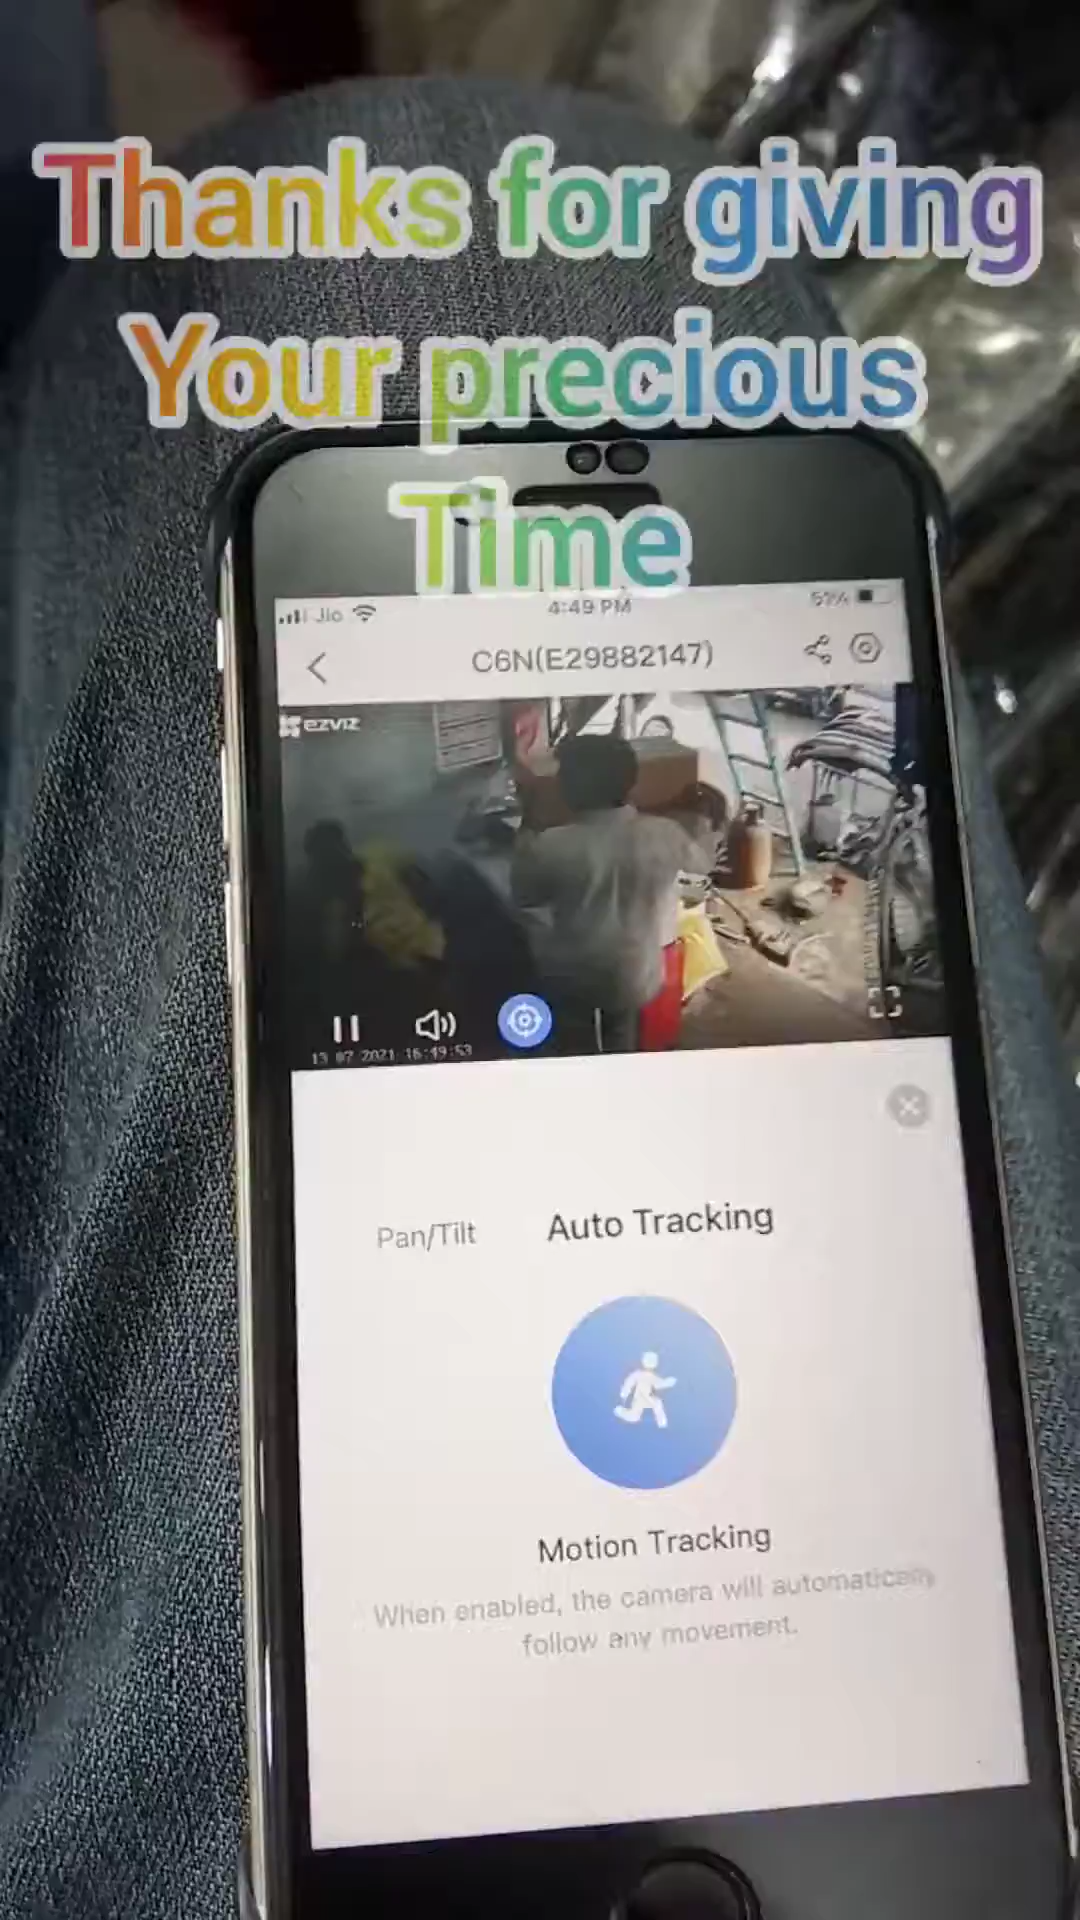 Thanks for giving
Your precious
Time
Jio
4:49 PM
C6N(E29882147)
ezviz
13 07 2021 16:49:53
Pan/Tilt
Auto Tracking
Motion Tracking
When enabled, the camera will automatically
follow any movement.